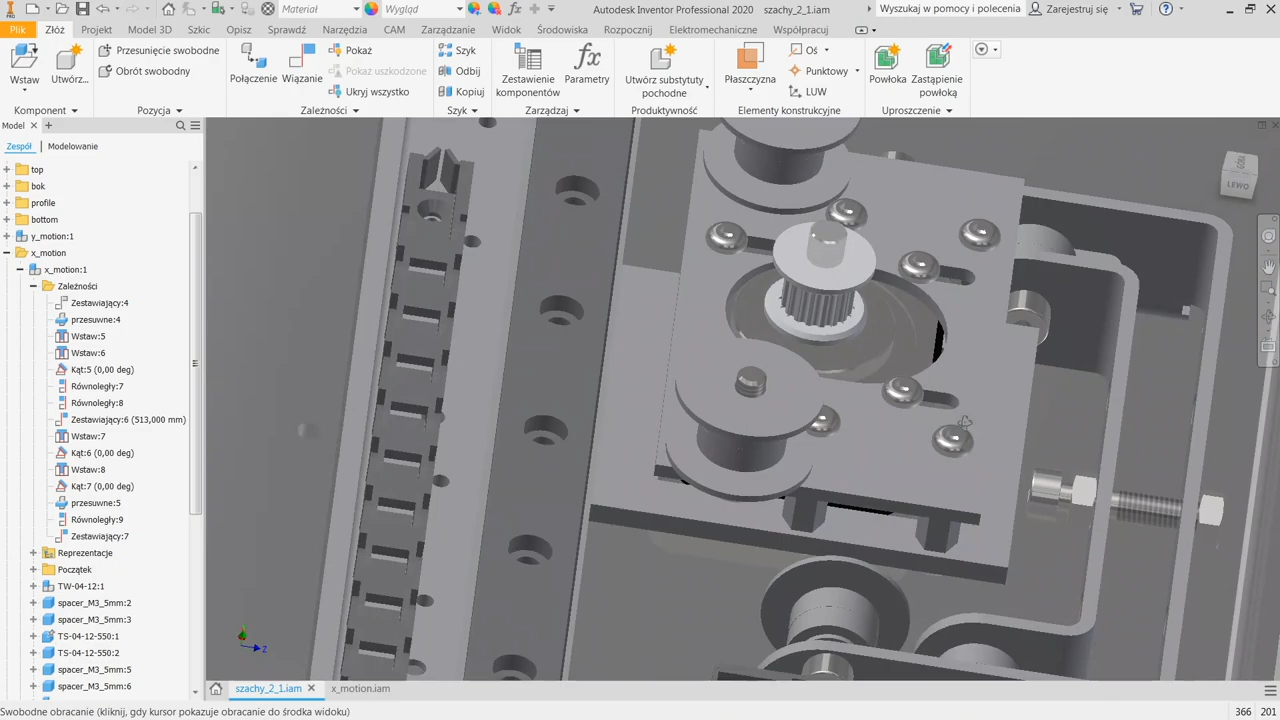 Materiał
Wygląd
Autodesk Inventor Professional 2020 szachy_2_1.iam
Wyszukaj w pomocy i polecenia
Zarejestruj się
PRO
Plik Złóż Projekt Model 3D Szkic Opisz Sprawdź Narzędzia CAM Zarządzanie Widok Środowiska Rozpocznij Elektromechaniczne Współpracuj
Wstaw
Utwórz...
Przesunięcie swobodne
Obrót swobodny
Połączenie
Wiązanie
Pokaż
Pokaż uszkodzone
Ukryj wszystko
Szyk
Odbij
Kopiuj
Zestawienie komponentów
fx
Parametry
Utwórz substytuty pochodne
Płaszczyzna
Oś
Punktowy
LUW
Powłoka
Zastąpienie powłoką
Komponent Pozycja Zależności Szyk Zarządzaj Produktywność Elementy konstrukcyjne Uproszczenie
Model
Zespół Modelowanie
top
bok
profile
bottom
y_motion:1
x_motion
x_motion:1
Zależności
Zestawiający:4
przesuwne:4
Wstaw:5
Wstaw:6
Kąt:5 (0,00 deg)
Równoległy:7
Równoległy:8
Zestawiający:6 (513,000 mm)
Wstaw:7
Kąt:6 (0,00 deg)
Wstaw:8
Kąt:7 (0,00 deg)
przesuwne:5
Równoległy:9
Zestawiający:7
Reprezentacje
Początek
TW-04-12:1
spacer_M3_5mm:2
spacer_M3_5mm:3
TS-04-12-550:1
TS-04-12-550:2
spacer_M3_5mm:5
spacer_M3_5mm:6
LEWO
Z
szachy_2_1.iam
x_motion.iam
Swobodne obracanie (kliknij, gdy kursor pokazuje obracanie do środka widoku)
366 201